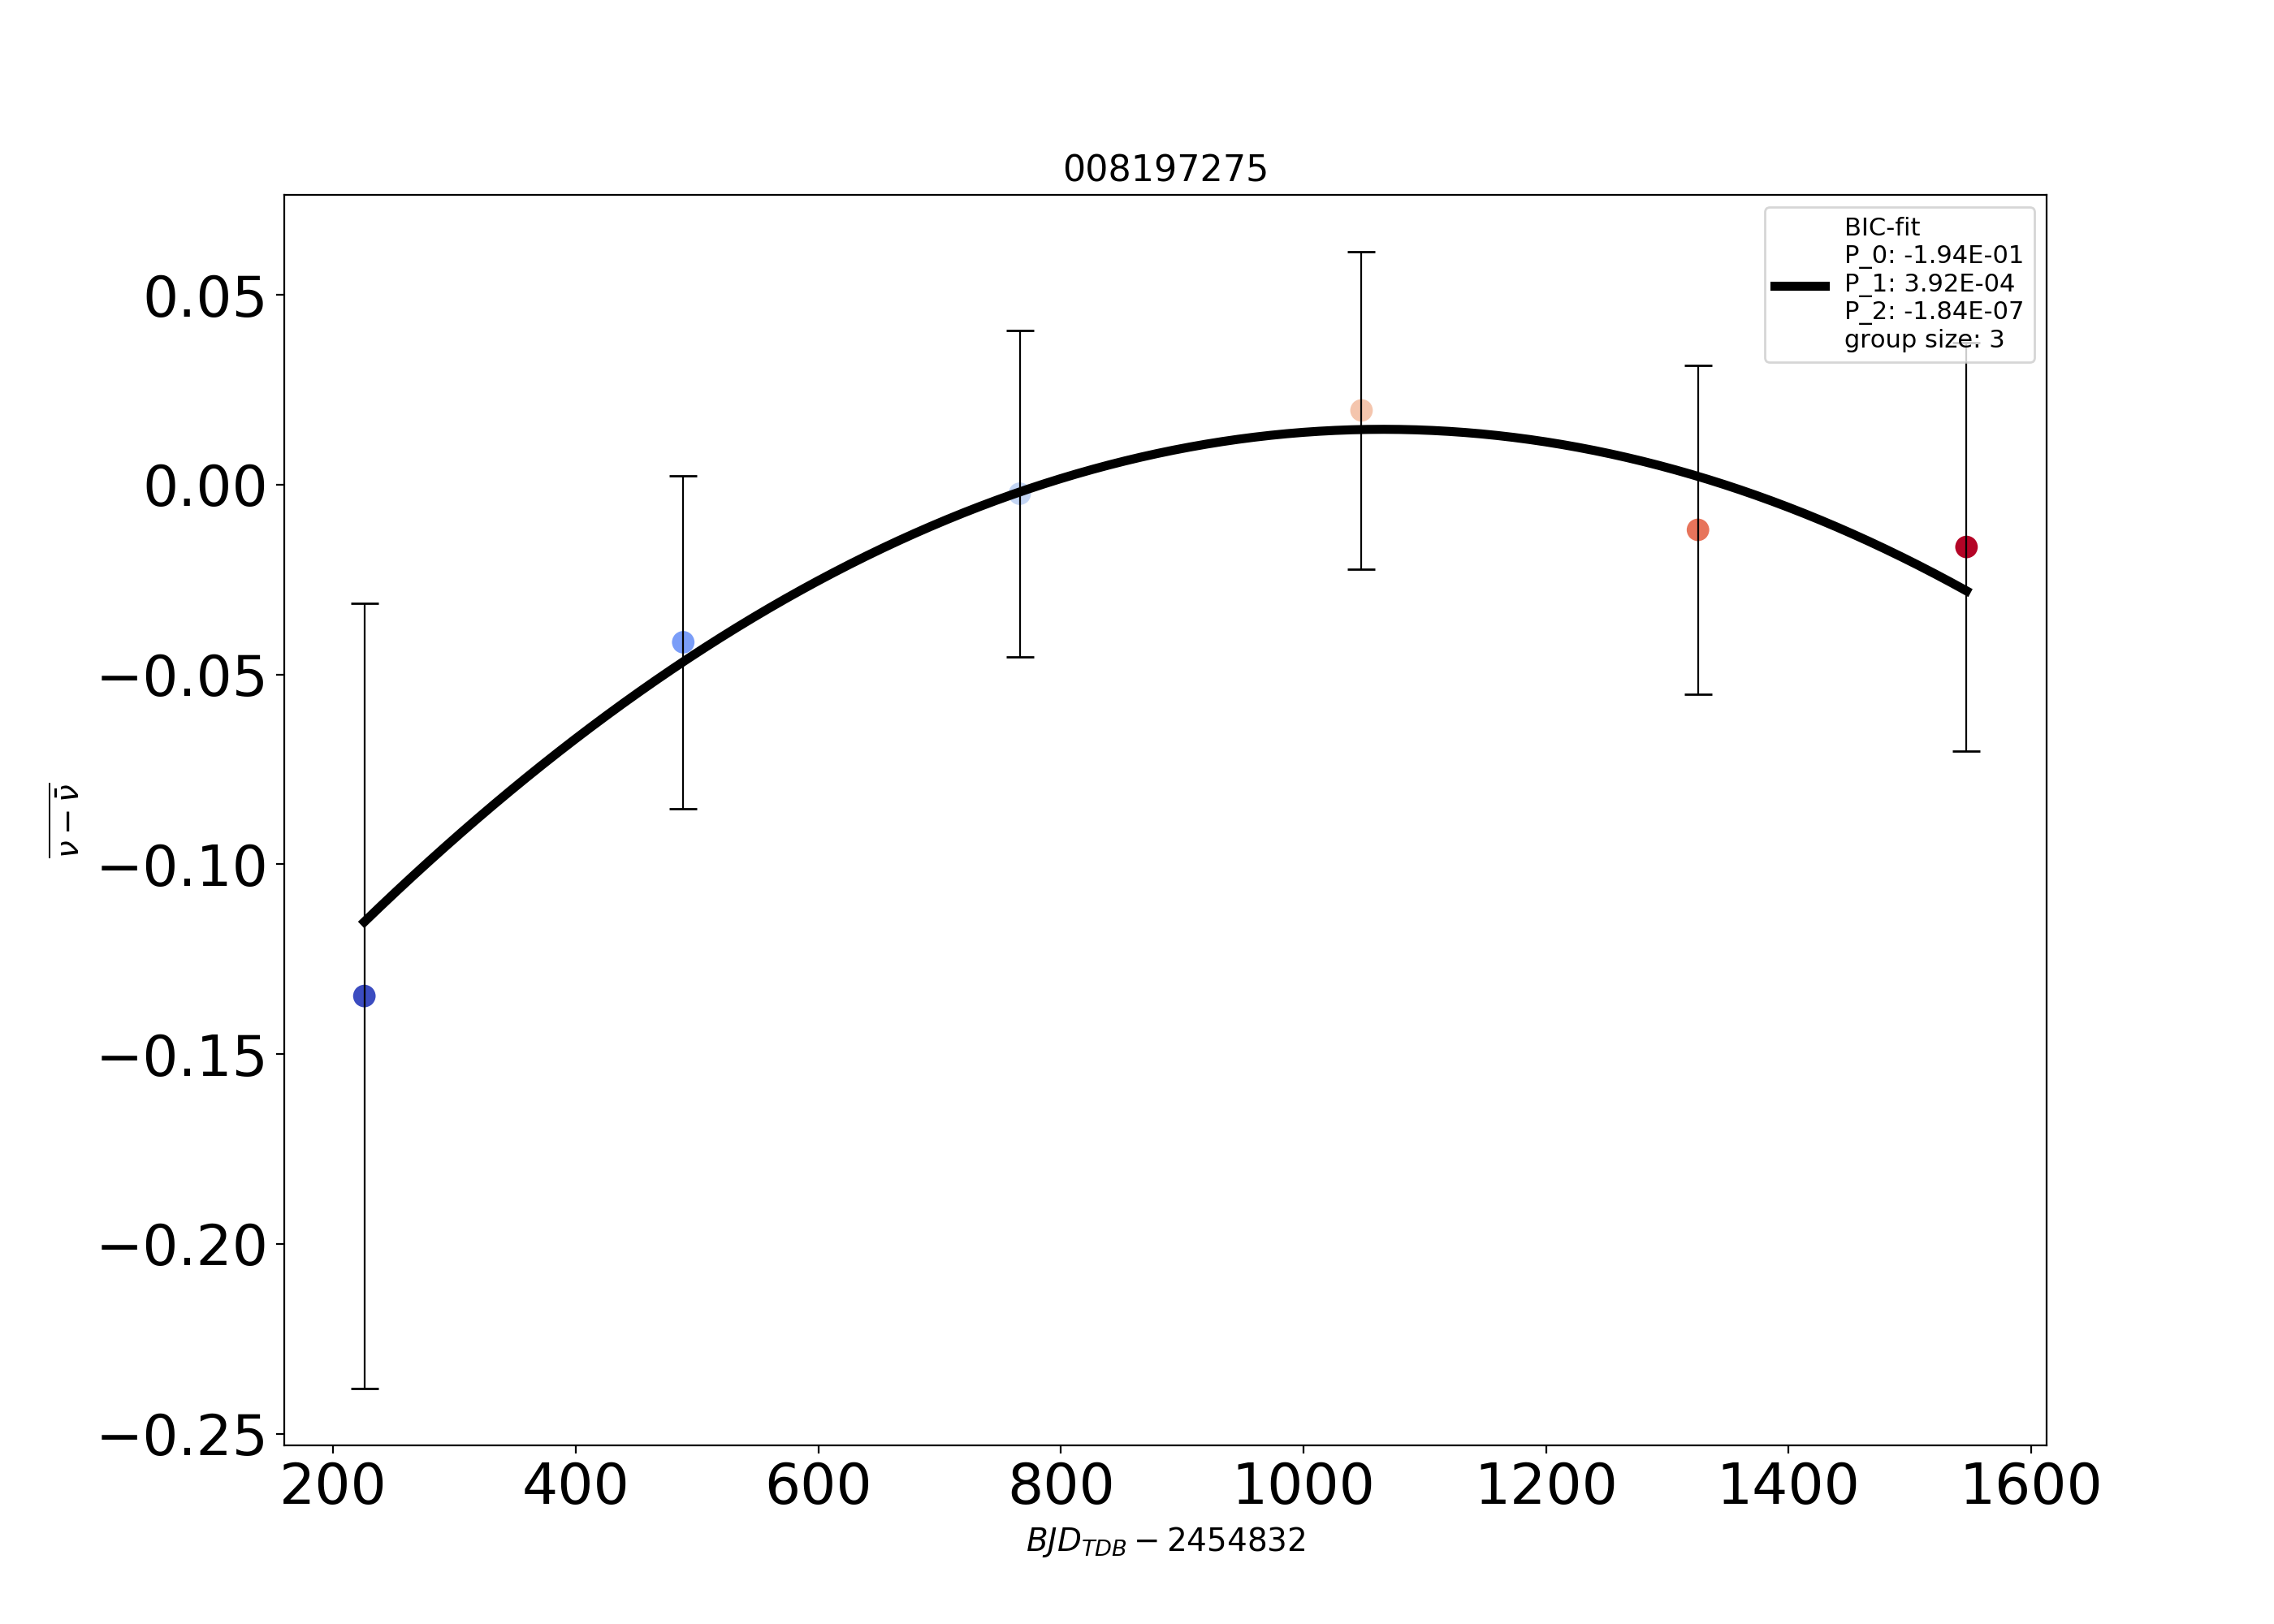 008197275
BIC-fit
P_0: -1.94E-01
P_1: 3.92E-04
P_2: -1.84E-07
group size: 3
0.05
0.00
−0.05
−0.10
−0.15
−0.20
−0.25
200 400 600 800 1000 1200 1400 1600
ν − ν̄
BJD_TDB − 2454832